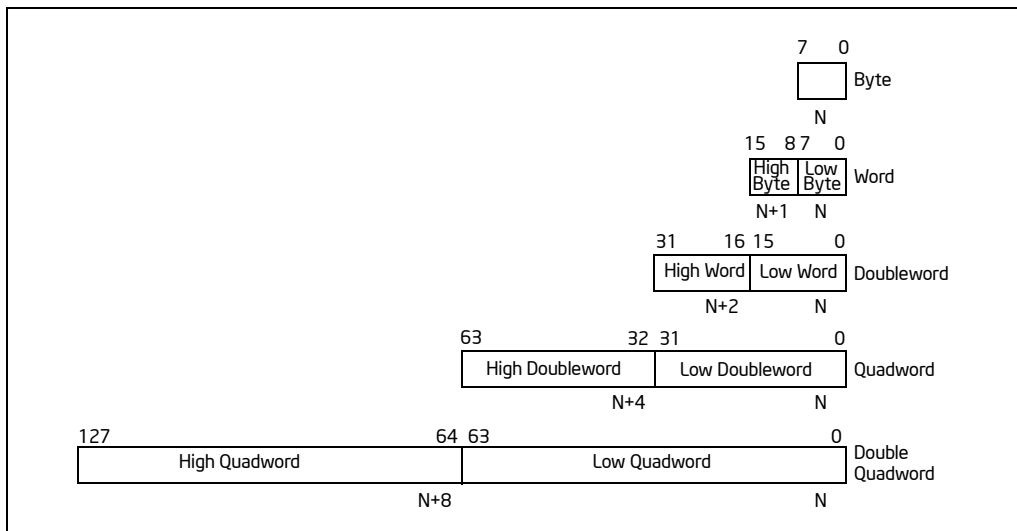 7 0
Byte
N
15 8 7 0
High Byte
Low Byte
Word
N+1 N
31 16 15 0
High Word Low Word Doubleword
N+2 N
63 32 31 0
High Doubleword Low Doubleword Quadword
N+4 N
127 64 63 0
High Quadword Low Quadword
Double
Quadword
N+8 N